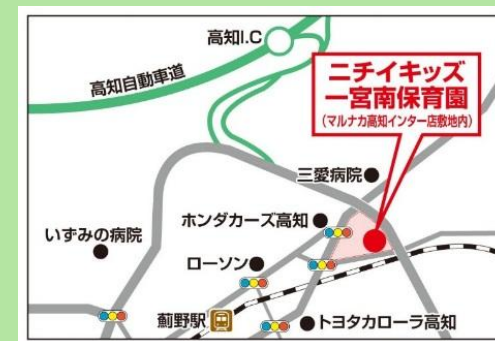 高知I.C
高知自動車道
ニチイキッズ
一宮南保育園
(マルナカ高知インター店敷地内)
三愛病院
ホンダカーズ高知
いずみの病院
ローソン
薊野駅
トヨタカローラ高知